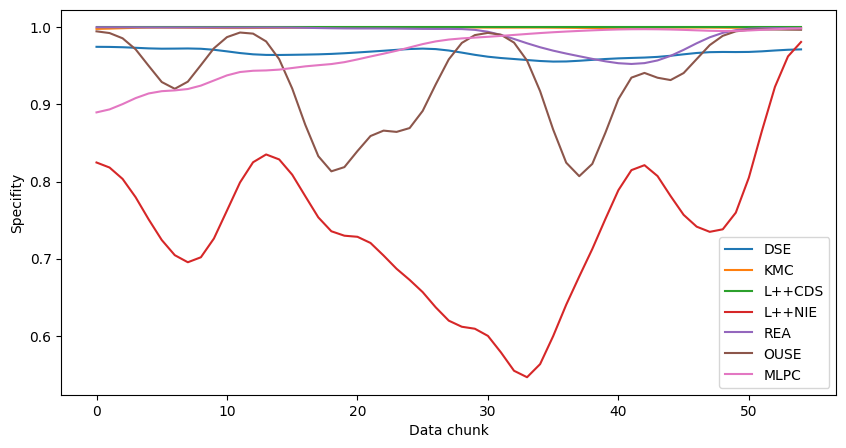 1.0
0.9
0.8
0.7
0.6
Specifity
0 10 20 30 40 50
Data chunk
DSE
KMC
L++CDS
L++NIE
REA
OUSE
MLPC